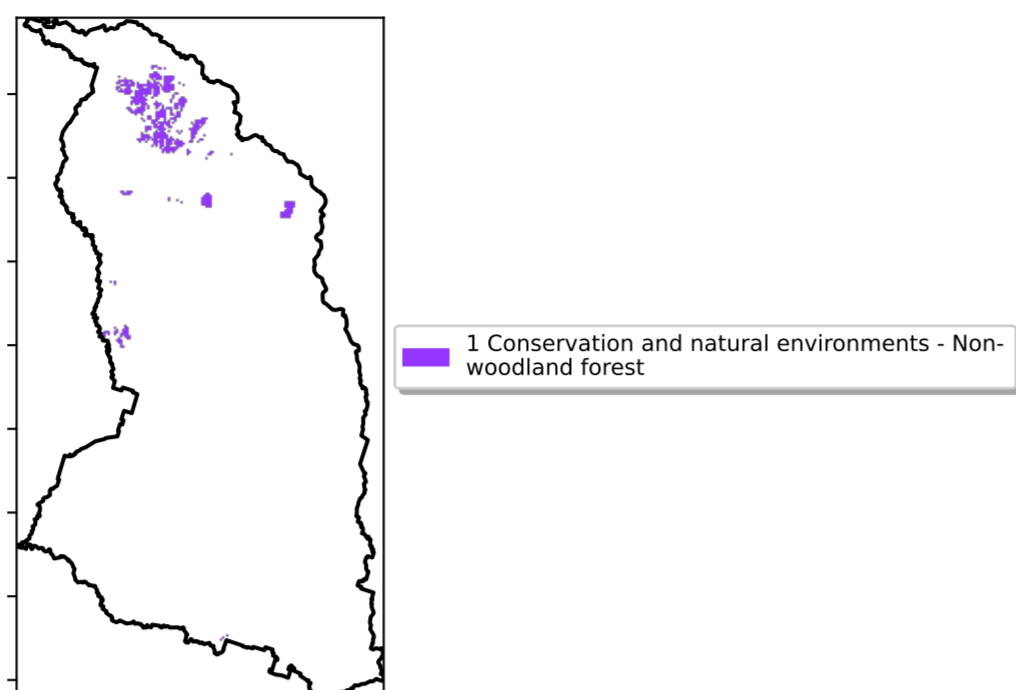 1 Conservation and natural environments - Non-
woodland forest